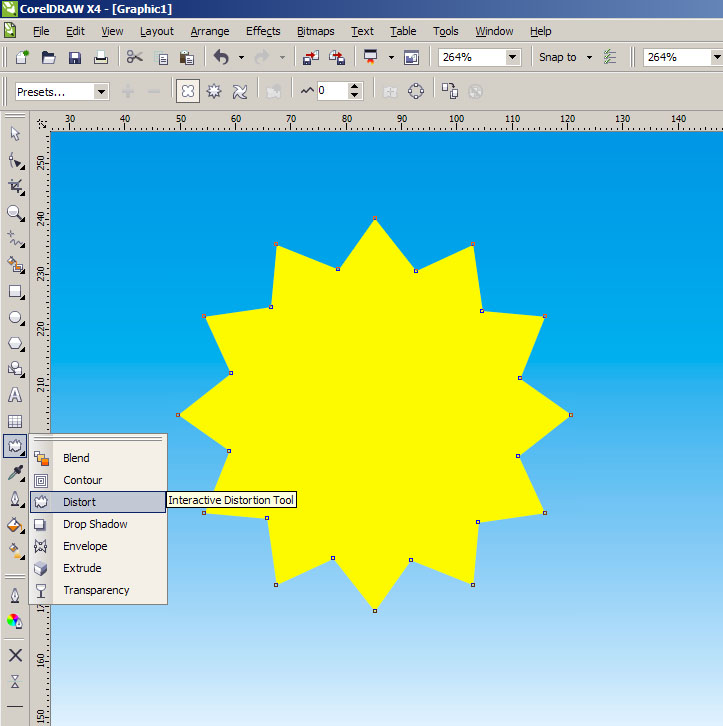 CorelDRAW X4 - [Graphic1]
File Edit View Layout Arrange Effects Bitmaps Text Table Tools Window Help
264% Snap to 264%
Presets... 0
30 40 50 60 70 80 90 100 110 120 130 140
250
240
230
220
210
Blend
Contour
Distort Interactive Distortion Tool
Drop Shadow
Envelope
Extrude
Transparency
160
150